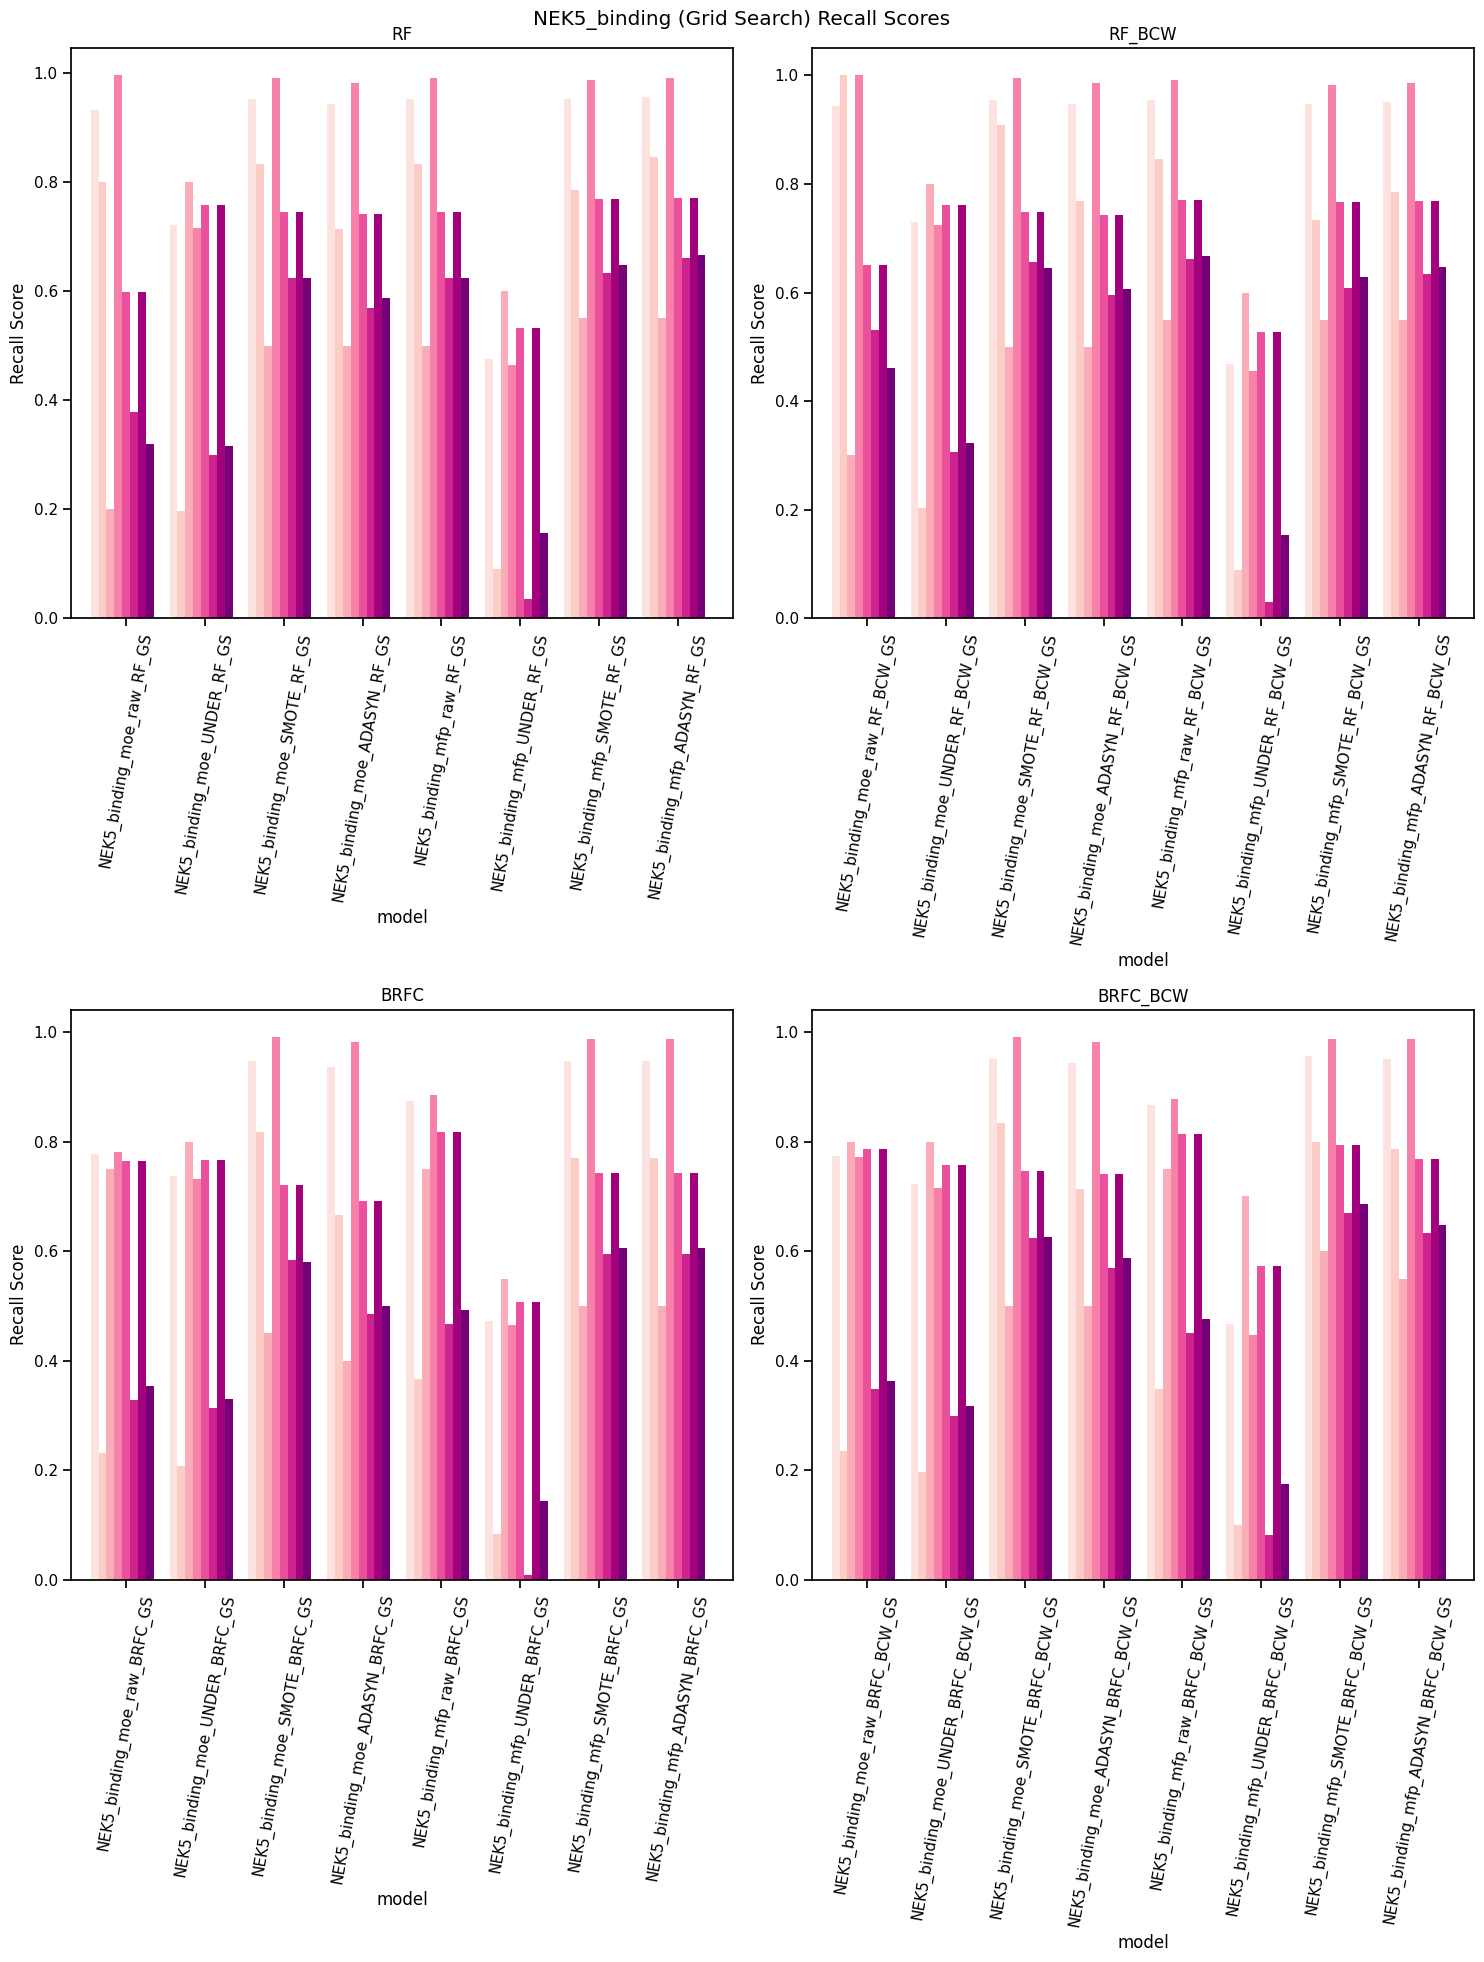 NEK5_binding (Grid Search) Recall Scores
RF
Recall Score
1.0
0.8
0.6
0.4
0.2
0.0
NEK5_binding_moe_raw_RF_GS
NEK5_binding_moe_UNDER_RF_GS
NEK5_binding_moe_SMOTE_RF_GS
NEK5_binding_moe_ADASYN_RF_GS
NEK5_binding_mfp_raw_RF_GS
NEK5_binding_mfp_UNDER_RF_GS
NEK5_binding_mfp_SMOTE_RF_GS
NEK5_binding_mfp_ADASYN_RF_GS
model
RF_BCW
Recall Score
1.0
0.8
0.6
0.4
0.2
0.0
NEK5_binding_moe_raw_RF_BCW_GS
NEK5_binding_moe_UNDER_RF_BCW_GS
NEK5_binding_moe_SMOTE_RF_BCW_GS
NEK5_binding_moe_ADASYN_RF_BCW_GS
NEK5_binding_mfp_raw_RF_BCW_GS
NEK5_binding_mfp_UNDER_RF_BCW_GS
NEK5_binding_mfp_SMOTE_RF_BCW_GS
NEK5_binding_mfp_ADASYN_RF_BCW_GS
model
BRFC
Recall Score
1.0
0.8
0.6
0.4
0.2
0.0
NEK5_binding_moe_raw_BRFC_GS
NEK5_binding_moe_UNDER_BRFC_GS
NEK5_binding_moe_SMOTE_BRFC_GS
NEK5_binding_moe_ADASYN_BRFC_GS
NEK5_binding_mfp_raw_BRFC_GS
NEK5_binding_mfp_UNDER_BRFC_GS
NEK5_binding_mfp_SMOTE_BRFC_GS
NEK5_binding_mfp_ADASYN_BRFC_GS
model
BRFC_BCW
Recall Score
1.0
0.8
0.6
0.4
0.2
0.0
NEK5_binding_moe_raw_BRFC_BCW_GS
NEK5_binding_moe_UNDER_BRFC_BCW_GS
NEK5_binding_moe_SMOTE_BRFC_BCW_GS
NEK5_binding_moe_ADASYN_BRFC_BCW_GS
NEK5_binding_mfp_raw_BRFC_BCW_GS
NEK5_binding_mfp_UNDER_BRFC_BCW_GS
NEK5_binding_mfp_SMOTE_BRFC_BCW_GS
NEK5_binding_mfp_ADASYN_BRFC_BCW_GS
model